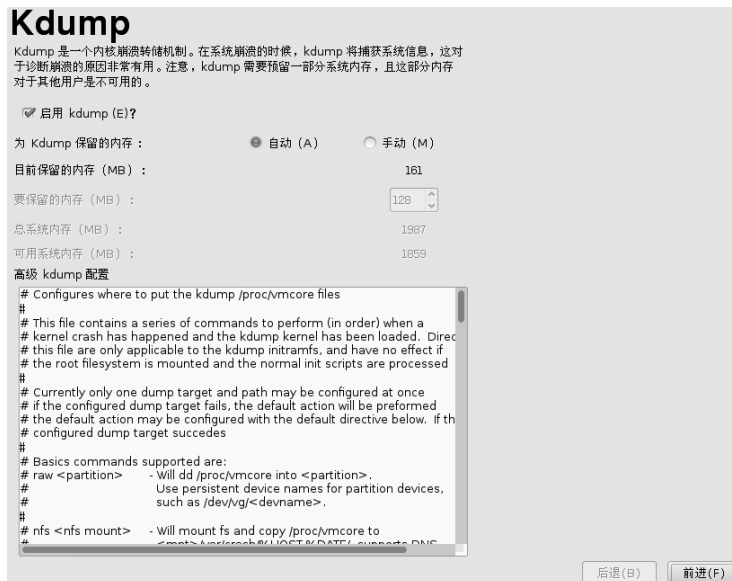 Kdump
Kdump 是一个内核崩溃转储机制。在系统崩溃的时候，kdump 将捕获系统信息，这对
于诊断崩溃的原因非常有用。注意，kdump 需要预留一部分系统内存，且这部分内存
对于其他用户是不可用的。
启用 kdump (E)?
为 Kdump 保留的内存： 自动（A） 手动（M）
目前保留的内存（MB）： 161
要保留的内存（MB）： 128
总系统内存（MB）： 1987
可用系统内存（MB）： 1859
高级 kdump 配置
# Configures where to put the kdump /proc/vmcore files
#
# This file contains a series of commands to perform (in order) when a
# kernel crash has happened and the kdump kernel has been loaded.  Direc
# this file are only applicable to the kdump initramfs, and have no effect if
# the root filesystem is mounted and the normal init scripts are processed
#
# Currently only one dump target and path may be configured at once
# if the configured dump target fails, the default action will be preformed
# the default action may be configured with the default directive below.  If th
# configured dump target succedes
#
# Basics commands supported are:
# raw <partition> - Will dd /proc/vmcore into <partition>.
# Use persistent device names for partition devices,
# such as /dev/vg/<devname>.
#
# nfs <nfs mount> - Will mount fs and copy /proc/vmcore to
# <mnt>/var/crash/%HOST-%DATE/, supports DNS.
后退(B) 前进(F)